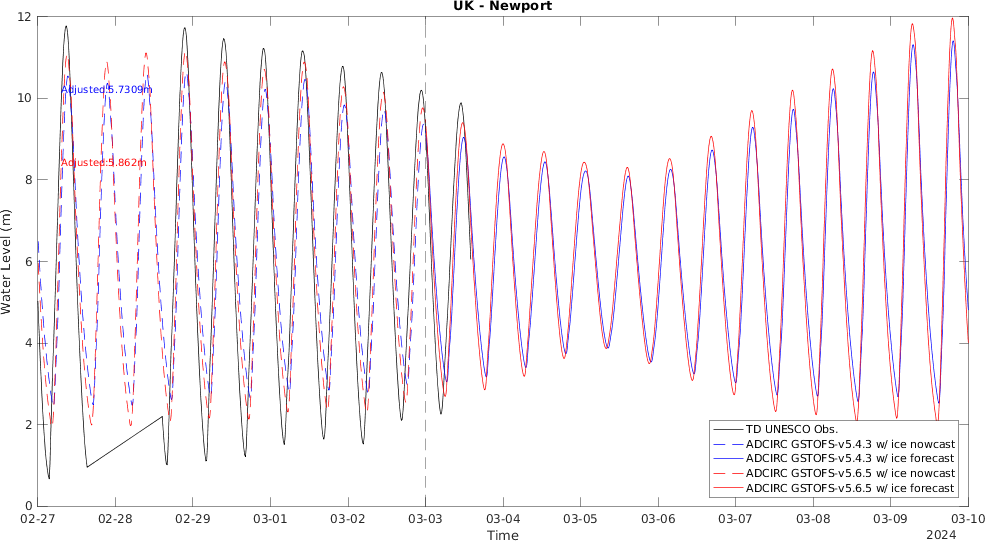 UK - Newport
12
10
8
6
4
2
0
Water Level (m)
Adjusted:5.7309m
Adjusted:5.862m
TD UNESCO Obs.
ADCIRC GSTOFS-v5.4.3 w/ ice nowcast
ADCIRC GSTOFS-v5.4.3 w/ ice forecast
ADCIRC GSTOFS-v5.6.5 w/ ice nowcast
ADCIRC GSTOFS-v5.6.5 w/ ice forecast
02-27 02-28 02-29 03-01 03-02 03-03 03-04 03-05 03-06 03-07 03-08 03-09 03-10
Time
2024